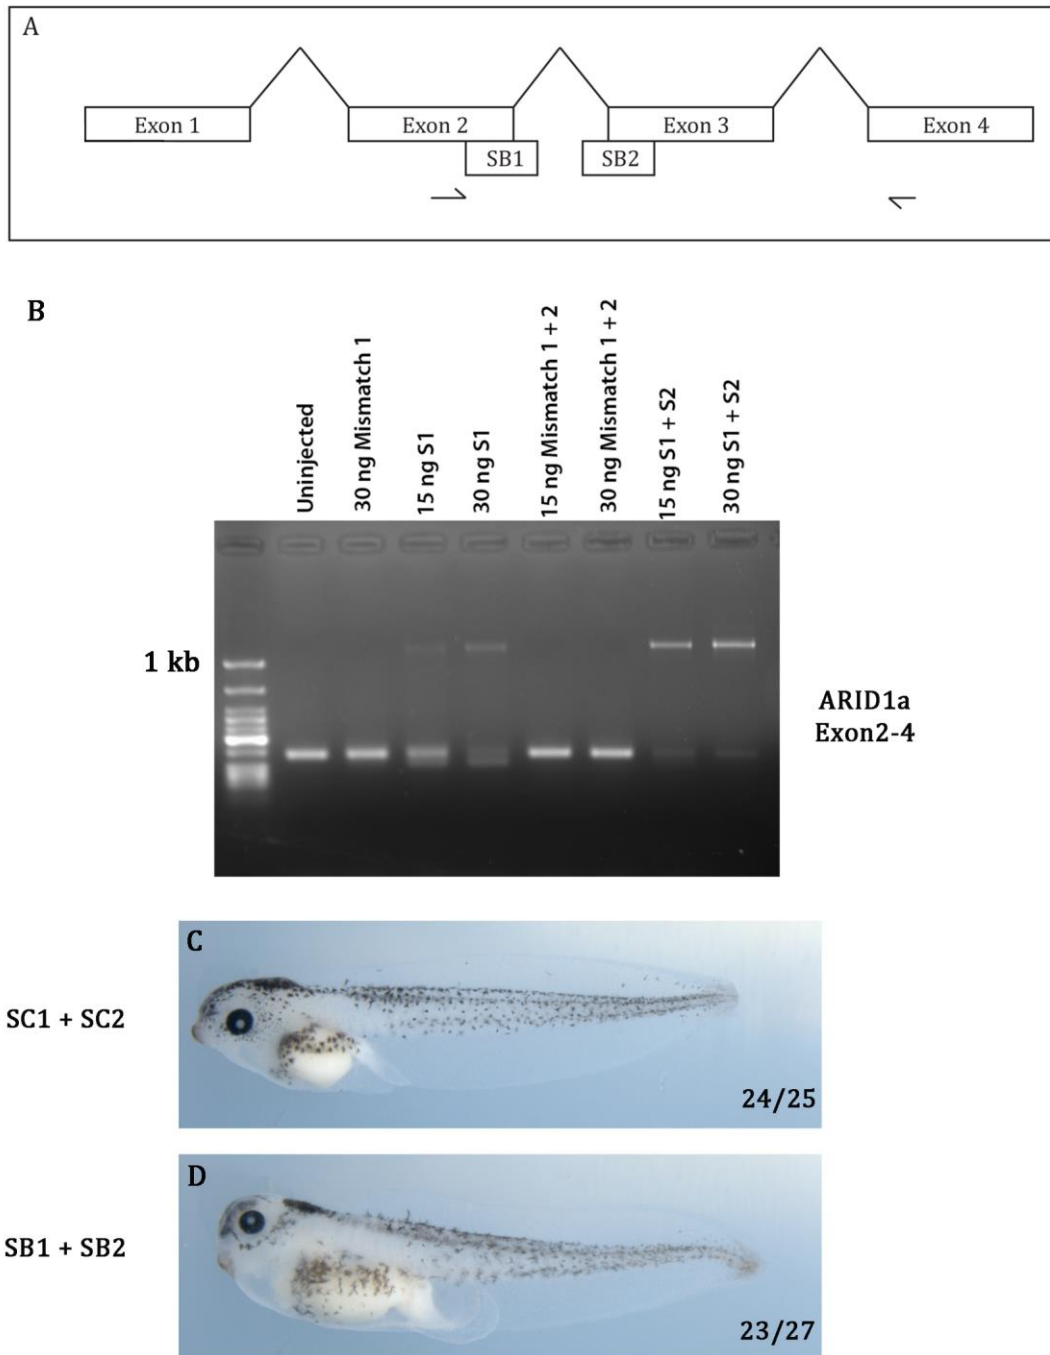 A
Exon 1
Exon 2
Exon 3
Exon 4
SB1
SB2
B
Uninjected
30 ng Mismatch 1
15 ng S1
30 ng S1
15 ng Mismatch 1 + 2
30 ng Mismatch 1 + 2
15 ng S1 + S2
30 ng S1 + S2
1 kb
ARID1a
Exon2-4
C
SC1 + SC2
24/25
D
SB1 + SB2
23/27